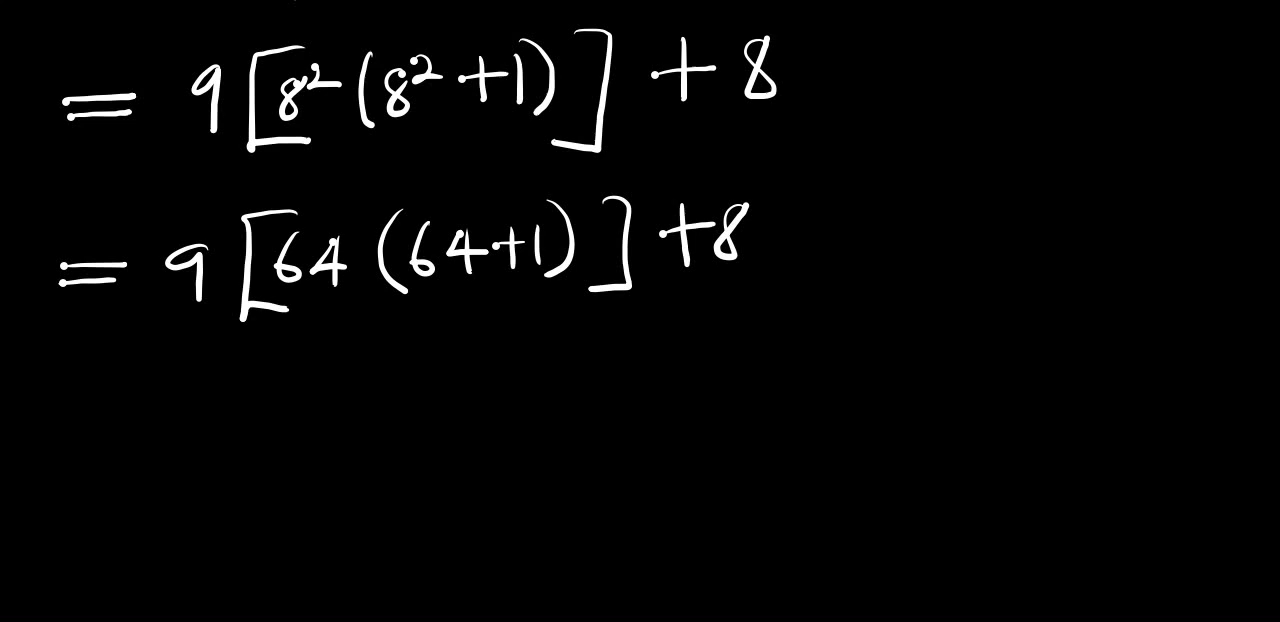 = 9[8²(8²+1)]+8
= 9[64(64+1)]+8